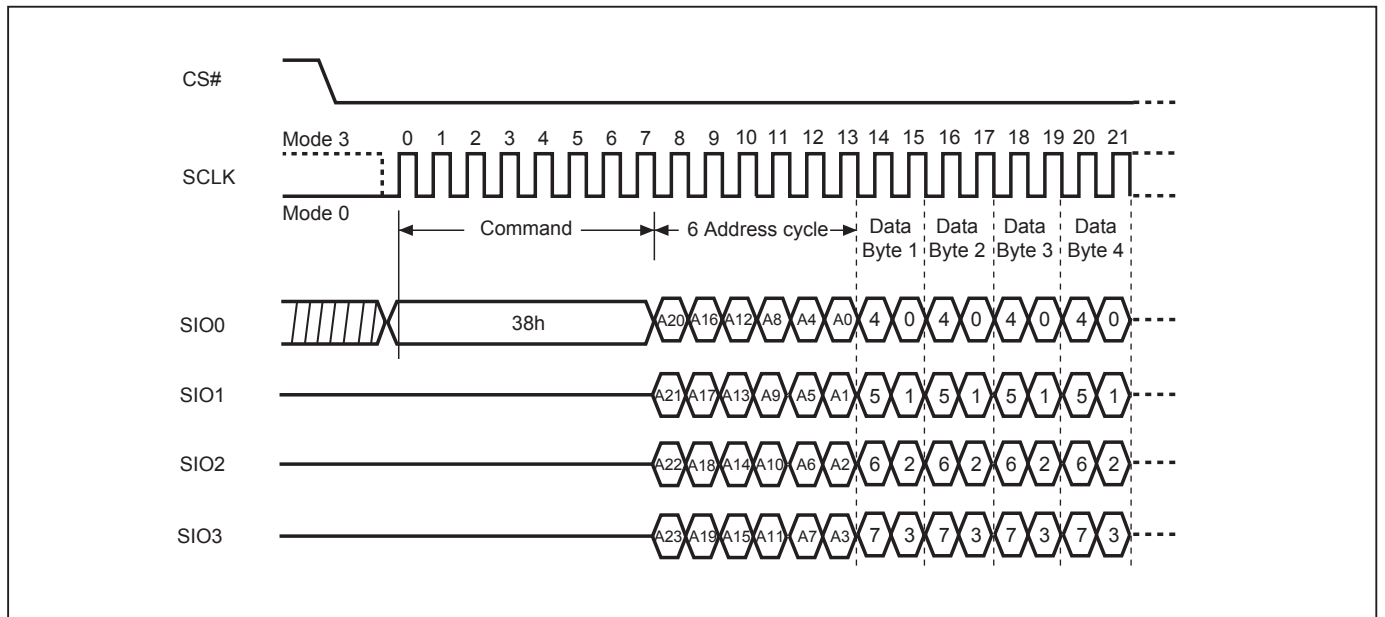 CS#
Mode 3
0 1 2 3 4 5 6 7 8 9 10 11 12 13 14 15 16 17 18 19 20 21
SCLK
Mode 0
Command
6 Address cycle
Data Byte 1
Data Byte 2
Data Byte 3
Data Byte 4
SIO0
38h
A20 A16 A12 A8 A4 A0 4 0 4 0 4 0 4 0
SIO1
A21 A17 A13 A9 A5 A1 5 1 5 1 5 1 5 1
SIO2
A22 A18 A14 A10 A6 A2 6 2 6 2 6 2 6 2
SIO3
A23 A19 A15 A11 A7 A3 7 3 7 3 7 3 7 3